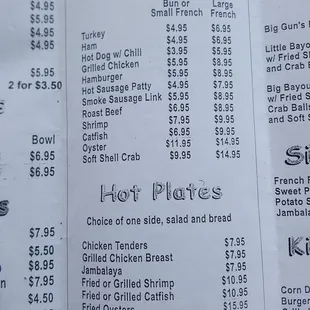 $4.95
$4.95
$4.95
$4.95
$5.95
$5.95
2 for $3.50
Bowl
$6.95
$6.95
$7.95
$5.50
$8.95
$7.95
$4.50
Bun or Large
Small French French
Turkey $4.95 $6.95
Ham $4.95 $6.95
Hot Dog w/ Chili $3.95 $5.95
Grilled Chicken $5.95 $8.95
Hamburger $5.95 $8.95
Hot Sausage Patty $4.95 $7.95
Smoke Sausage Link $5.95 $8.95
Roast Beef $6.95 $8.95
Shrimp $7.95 $9.95
Catfish $6.95 $9.95
Oyster $11.95 $14.95
Soft Shell Crab $9.95 $14.95
Hot Plates
Choice of one side, salad and bread
Chicken Tenders $7.95
Grilled Chicken Breast $7.95
Jambalaya $7.95
Fried or Grilled Shrimp $10.95
Fried or Grilled Catfish $10.95
Fried Oysters $15.95
Big Gun's
Little Bayou
w/ Fried
and Crab
Big Bayou
w/ Fried
Crab Balls
and Soft
French
Sweet
Potato
Jambala
Corn
Burger